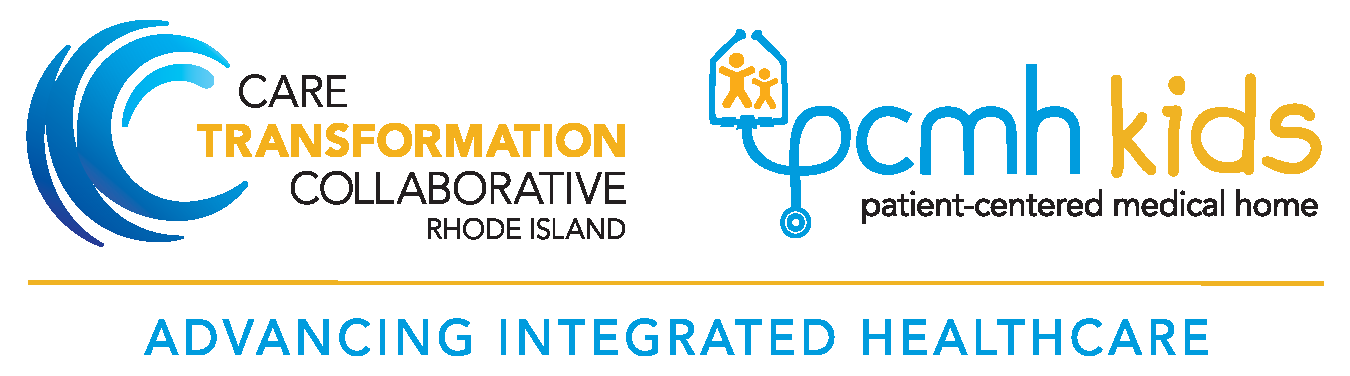 CARE
TRANSFORMATION
COLLABORATIVE
RHODE ISLAND
pcmh kids
patient-centered medical home
ADVANCING INTEGRATED HEALTHCARE